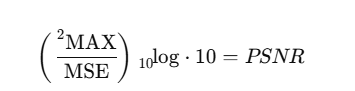 (²MAX / MSE) ₁₀log · 10 = PSNR